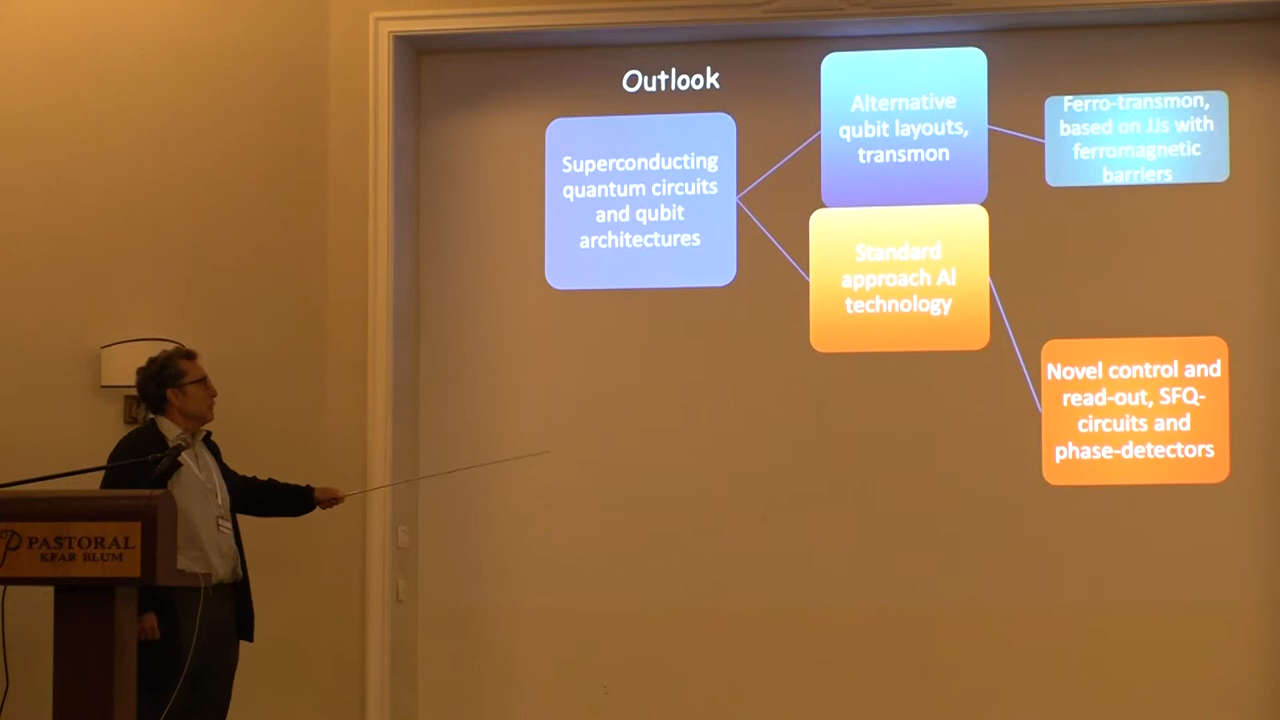 Outlook
Superconducting
quantum circuits
and qubit
architectures
Alternative
qubit layouts,
transmon
Ferro-transmon,
based on JJs with
ferromagnetic
barriers
Standard
approach Al
technology
Novel control and
read-out, SFQ-
circuits and
phase-detectors
PASTORAL
KFAR BLUM